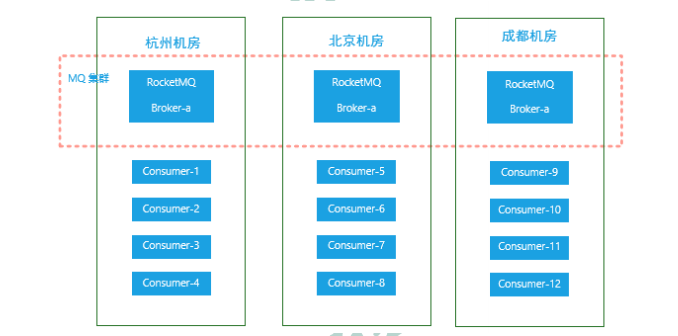 杭州机房
北京机房
成都机房
MQ 集群
RocketMQ
Broker-a
RocketMQ
Broker-a
RocketMQ
Broker-a
Consumer-1
Consumer-2
Consumer-3
Consumer-4
Consumer-5
Consumer-6
Consumer-7
Consumer-8
Consumer-9
Consumer-10
Consumer-11
Consumer-12